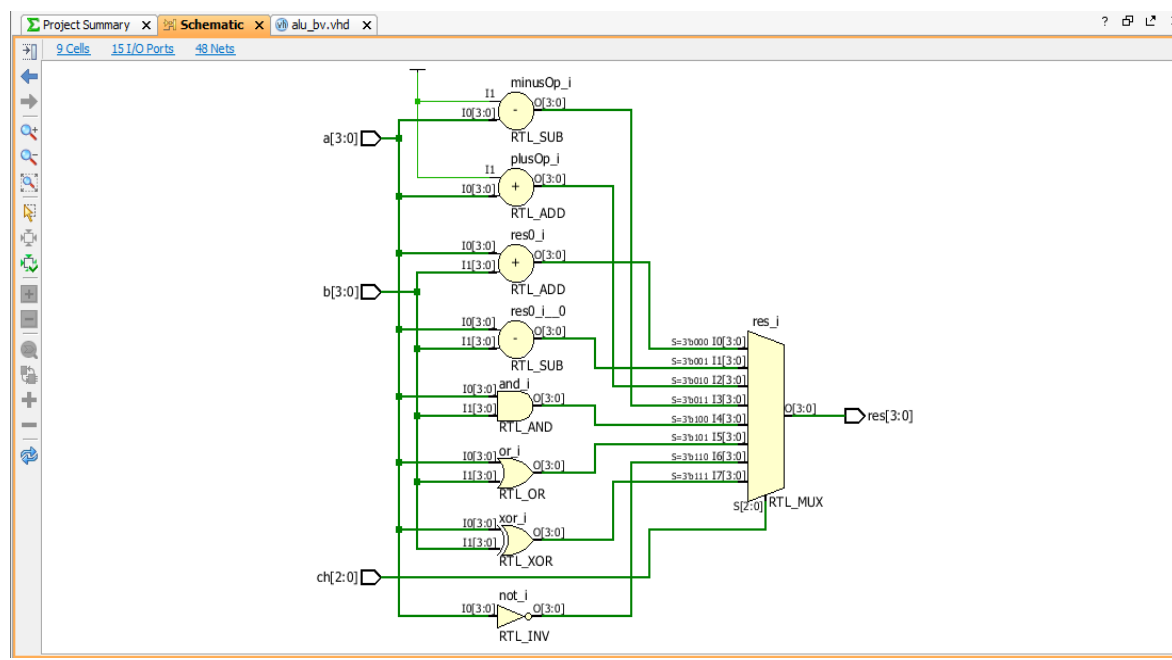 Project Summary
Schematic
alu_bv.vhd
?
9 Cells
15 I/O Ports
48 Nets
minusOp_i
I1
O[3:0]
I0[3:0]
-
a[3:0]
RTL_SUB
plusOp_i
I1
O[3:0]
I0[3:0]
+
RTL_ADD
res0_i
I0[3:0]
O[3:0]
I1[3:0]
+
b[3:0]
RTL_ADD
res0_i__0
I0[3:0]
O[3:0]
I1[3:0]
-
RTL_SUB
and_i
I0[3:0]
O[3:0]
I1[3:0]
RTL_AND
or_i
I0[3:0]
O[3:0]
I1[3:0]
RTL_OR
xor_i
I0[3:0]
O[3:0]
I1[3:0]
RTL_XOR
ch[2:0]
not_i
I0[3:0]
O[3:0]
RTL_INV
res_i
S=3'b000 I0[3:0]
S=3'b001 I1[3:0]
S=3'b010 I2[3:0]
S=3'b011 I3[3:0]
S=3'b100 I4[3:0]
S=3'b101 I5[3:0]
S=3'b110 I6[3:0]
S=3'b111 I7[3:0]
O[3:0]
res[3:0]
S[2:0]
RTL_MUX